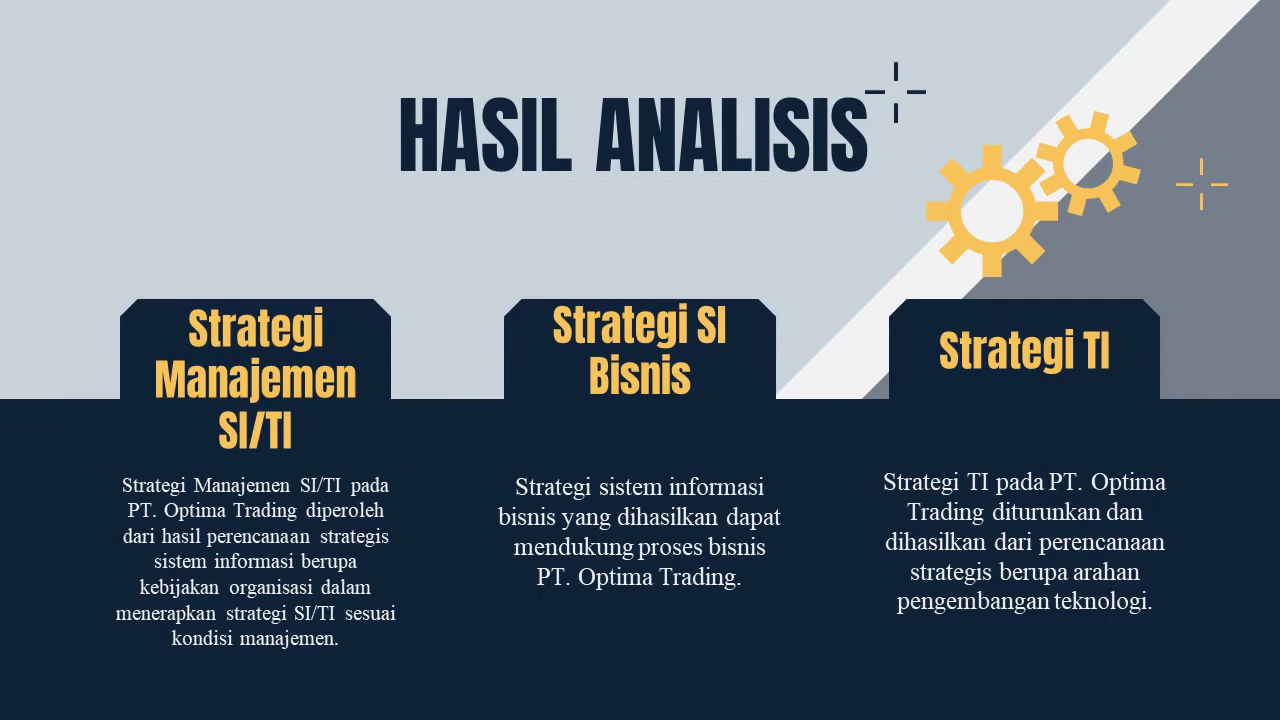 HASIL ANALISIS
Strategi
Manajemen
SI/TI
Strategi Manajemen SI/TI pada
PT. Optima Trading diperoleh
dari hasil perencanaan strategis
sistem informasi berupa
kebijakan organisasi dalam
menerapkan strategi SI/TI sesuai
kondisi manajemen.
Strategi SI
Bisnis
Strategi sistem informasi
bisnis yang dihasilkan dapat
mendukung proses bisnis
PT. Optima Trading.
Strategi TI
Strategi TI pada PT. Optima
Trading diturunkan dan
dihasilkan dari perencanaan
strategis berupa arahan
pengembangan teknologi.